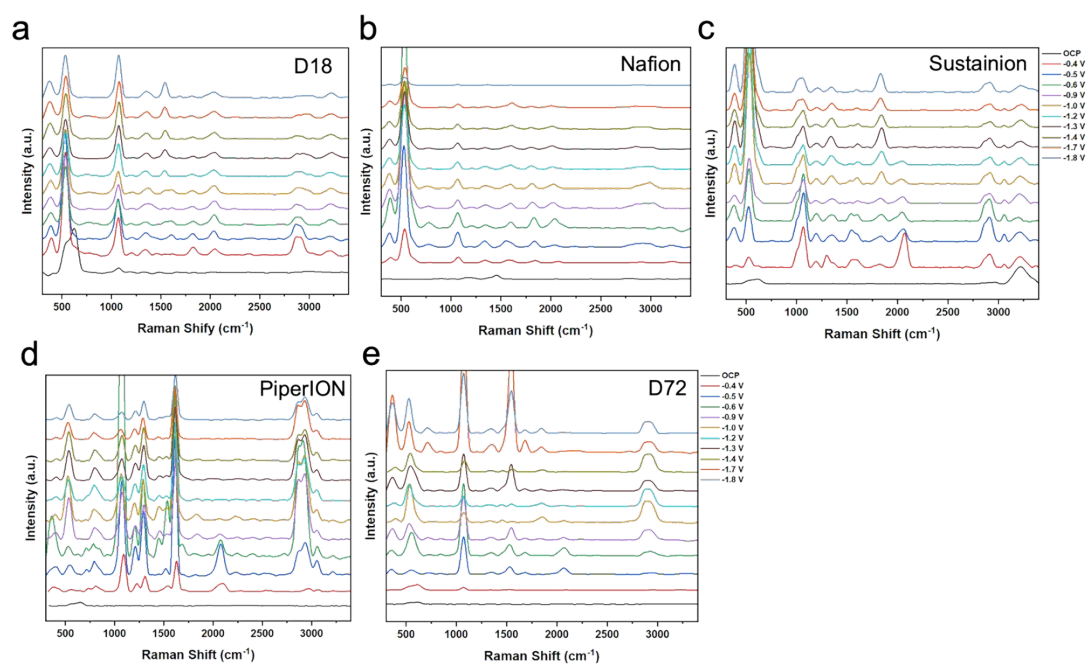 a
D18
Intensity (a.u.)
500 1000 1500 2000 2500 3000
Raman Shify (cm⁻¹)
b
Nafion
Intensity (a.u.)
500 1000 1500 2000 2500 3000
Raman Shift (cm⁻¹)
c
Sustainion
Intensity (a.u.)
500 1000 1500 2000 2500 3000
Raman Shift (cm⁻¹)
OCP
-0.4 V
-0.5 V
-0.6 V
-0.9 V
-1.0 V
-1.2 V
-1.3 V
-1.4 V
-1.7 V
-1.8 V
d
PiperION
Intensity (a.u.)
500 1000 1500 2000 2500 3000
Raman Shift (cm⁻¹)
e
D72
Intensity (a.u.)
500 1000 1500 2000 2500 3000
Raman Shift (cm⁻¹)
OCP
-0.4 V
-0.5 V
-0.6 V
-0.9 V
-1.0 V
-1.2 V
-1.3 V
-1.4 V
-1.7 V
-1.8 V